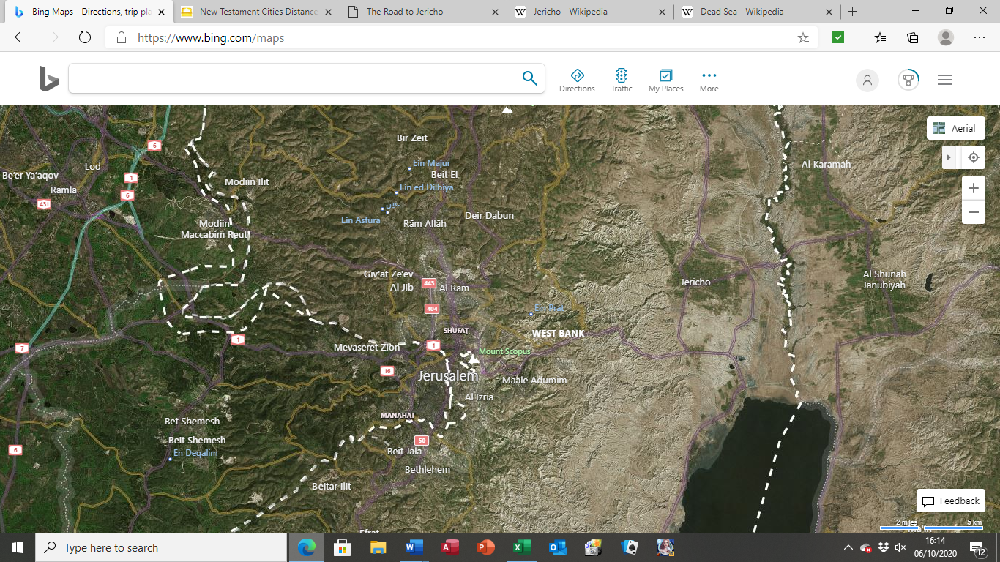 Bing Maps - Directions, trip pla
New Testament Cities Distance
The Road to Jericho
Jericho - Wikipedia
Dead Sea - Wikipedia
https://www.bing.com/maps
Directions
Traffic
My Places
More
Aerial
Bir Zeit
6
Ein Majur
Al Karamah
Lod
Beit El
Be'er Ya'aqov
1
Modiin Ilit
Ein ed Dilbiya
Ramla
6
431
عين
Ein Asfura
Deir Dabun
Modiin
Maccabim Reut
Rām Allāh
Giv'at Ze'ev
Al Shunah
Janubiyah
443
Jericho
Al Jib
Al Ram
404
Ein Prat
SHUFAT
WEST BANK
1
Mevaseret Zion
1
7
Mount Scopus
16
Jerusalem
Maale Adumim
Al Izria
MANAHAT
Bet Shemesh
Beit Shemesh
50
6
En Deqalim
Beit Jala
Bethlehem
Beitar Ilit
Feedback
Efrat
2 miles
5 km
Type here to search
16:14
06/10/2020
12